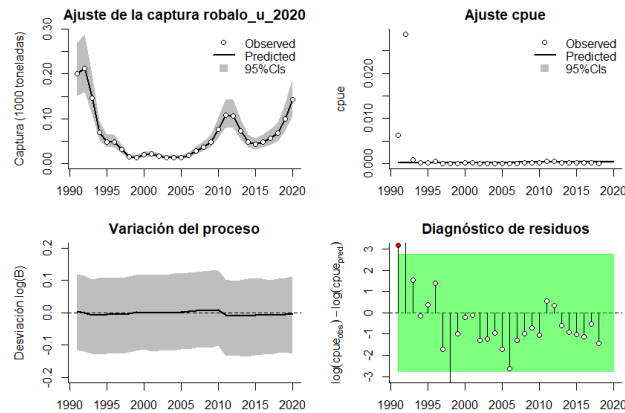 Ajuste de la captura robalo_u_2020
Captura (1000 toneladas)
0.00 0.10 0.20 0.30
Observed
Predicted
95%CIs
1990 1995 2000 2005 2010 2015 2020
Ajuste cpue
cpue
0.000 0.010 0.020
Observed
Predicted
95%CIs
1990 1995 2000 2005 2010 2015 2020
Variación del proceso
Desviación log(B)
-0.2 -0.1 0.0 0.1 0.2
1990 1995 2000 2005 2010 2015 2020
Diagnóstico de residuos
log(cpue_obs.) − log(cpue_pred.)
-3 -2 -1 0 1 2 3
1990 1995 2000 2005 2010 2015 2020